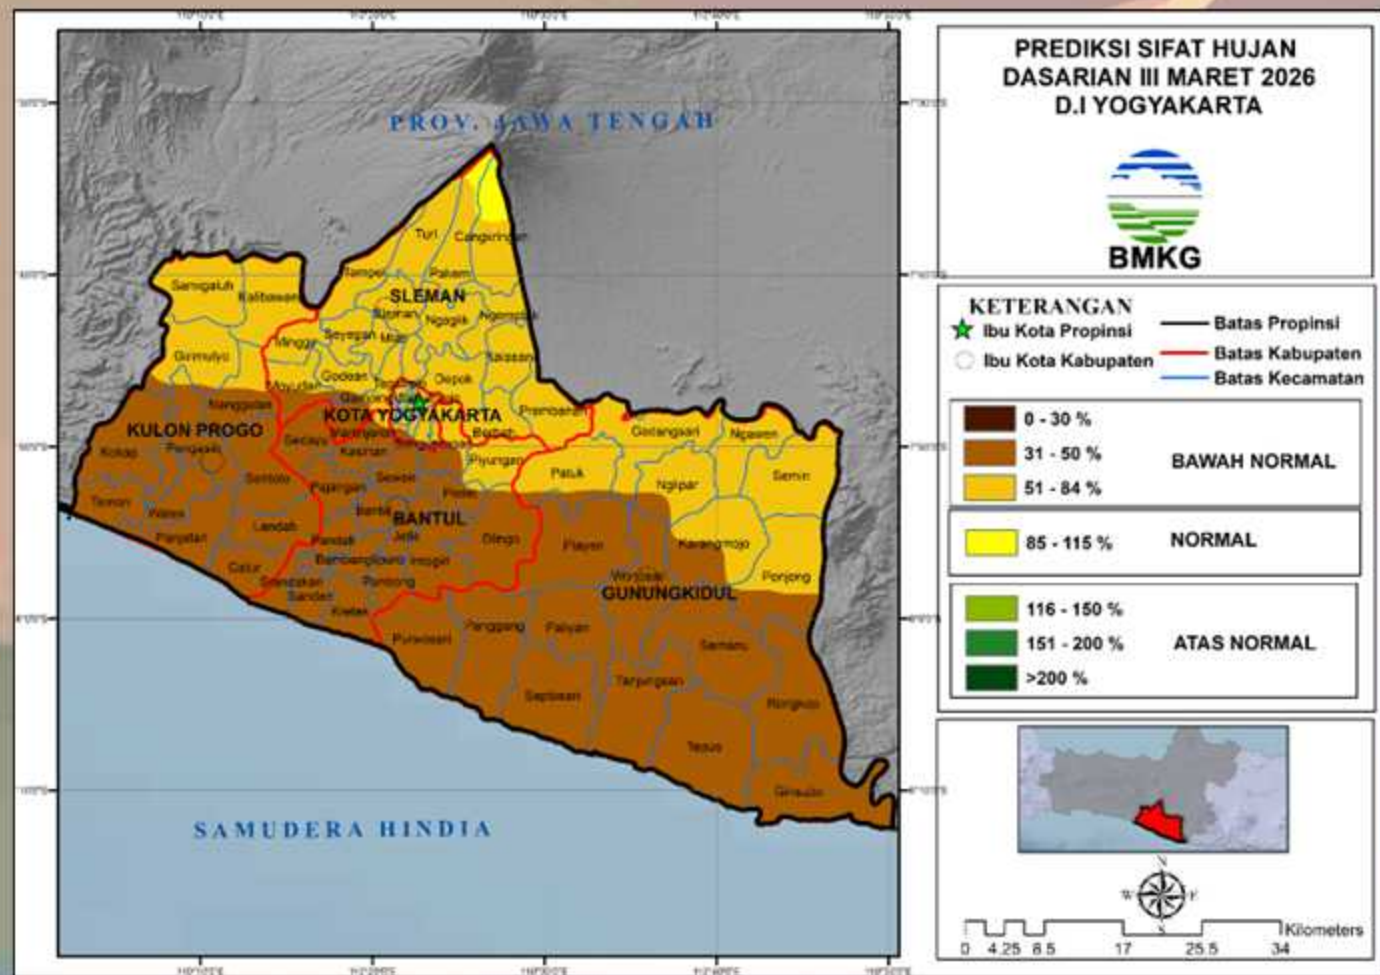 PREDIKSI SIFAT HUJAN
DASARIAN III MARET 2026
D.I YOGYAKARTA
BMKG
PROV. JAWA TENGAH
Turi
Cangkringan
Tempel
Pakem
Samigaluh
Kalibawang
SLEMAN
Sleman
Ngaglik
Ngemplak
Seyegan
Mlati
Minggir
Girimulyo
Kalasan
Godean
Depok
Moyudan
Nanggulan
KOTA YOGYAKARTA
Prambanan
KULON PROGO
Berbah
Gedangsari
Ngawen
Sedayu
Kokap
Pengasih
Kasihan
Piyungan
Patuk
Semin
Sentolo
Pajangan
Sewon
Pleret
Nglipar
Temon
Wates
Bantul
BANTUL
Lendah
Jetis
Panjatan
Pandak
Dlingo
Playen
Karangmojo
Bambanglipuro
Imogiri
Galur
Srandakan
Pundong
Wonosari
Ponjong
Sanden
GUNUNGKIDUL
Kretek
Purwosari
Panggang
Paliyan
Semanu
Saptosari
Tanjungsari
Rongkop
Tepus
Girisubo
SAMUDERA HINDIA
KETERANGAN
Ibu Kota Propinsi
Ibu Kota Kabupaten
Batas Propinsi
Batas Kabupaten
Batas Kecamatan
0 - 30 %
31 - 50 %
51 - 84 %
BAWAH NORMAL
85 - 115 %
NORMAL
116 - 150 %
151 - 200 %
>200 %
ATAS NORMAL
N
W
E
S
Kilometers
0 4.25 8.5 17 25.5 34